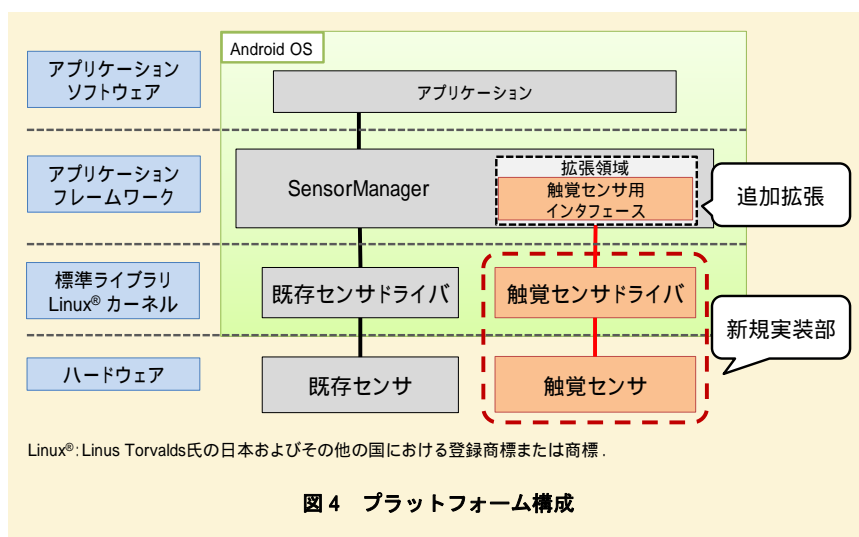 Android OS
アプリケーション
ソフトウェア
アプリケーション
アプリケーション
フレームワーク
SensorManager
拡張領域
触覚センサ用
インタフェース
追加拡張
標準ライブラリ
Linux® カーネル
既存センサドライバ
触覚センサドライバ
新規実装部
ハードウェア
既存センサ
触覚センサ
Linux®：Linus Torvalds氏の日本およびその他の国における登録商標または商標．
図４　プラットフォーム構成